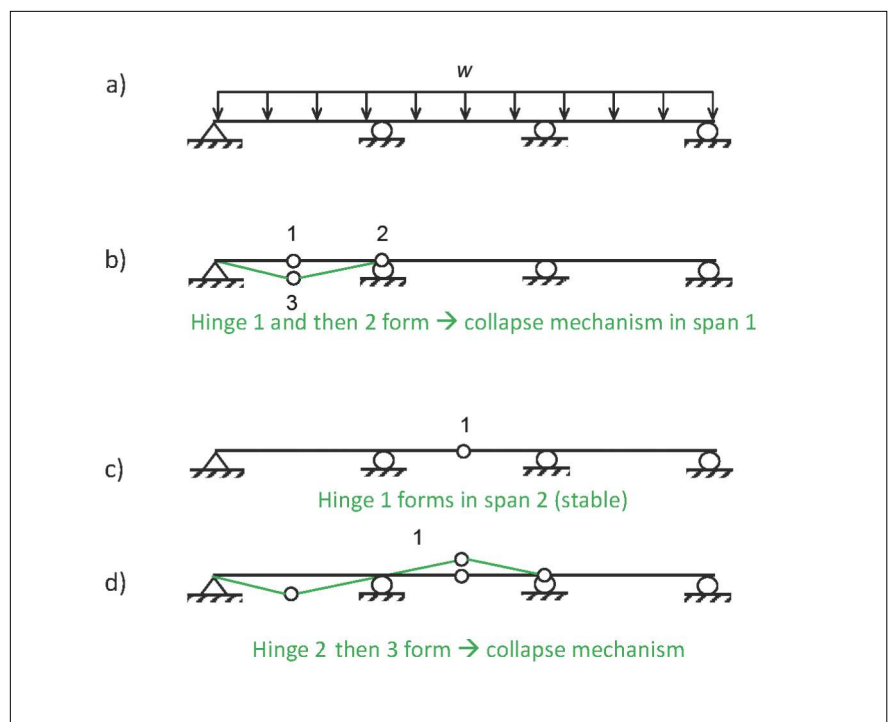 w
a)
1 2
b)
3
Hinge 1 and then 2 form → collapse mechanism in span 1
1
c)
Hinge 1 forms in span 2 (stable)
1
d)
Hinge 2 then 3 form → collapse mechanism